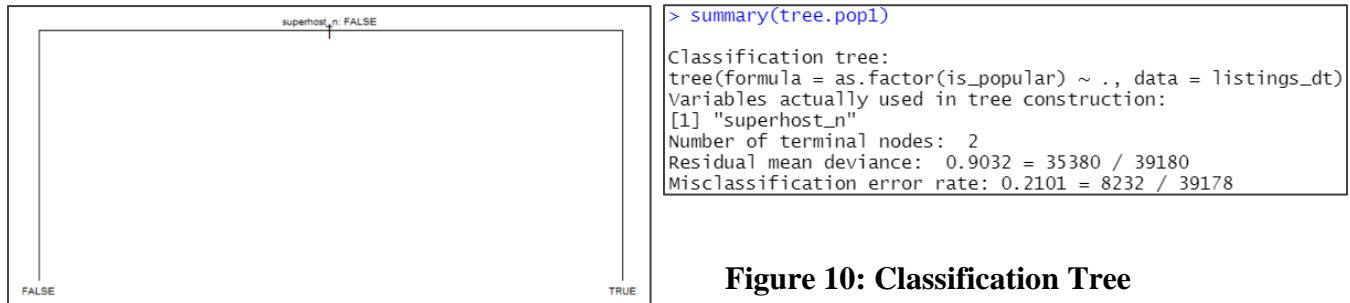 superhost_n: FALSE
FALSE
TRUE
> summary(tree.pop1)
Classification tree:
tree(formula = as.factor(is_popular) ~ ., data = listings_dt)
Variables actually used in tree construction:
[1] "superhost_n"
Number of terminal nodes:  2
Residual mean deviance:  0.9032 = 35380 / 39180
Misclassification error rate: 0.2101 = 8232 / 39178
Figure 10: Classification Tree